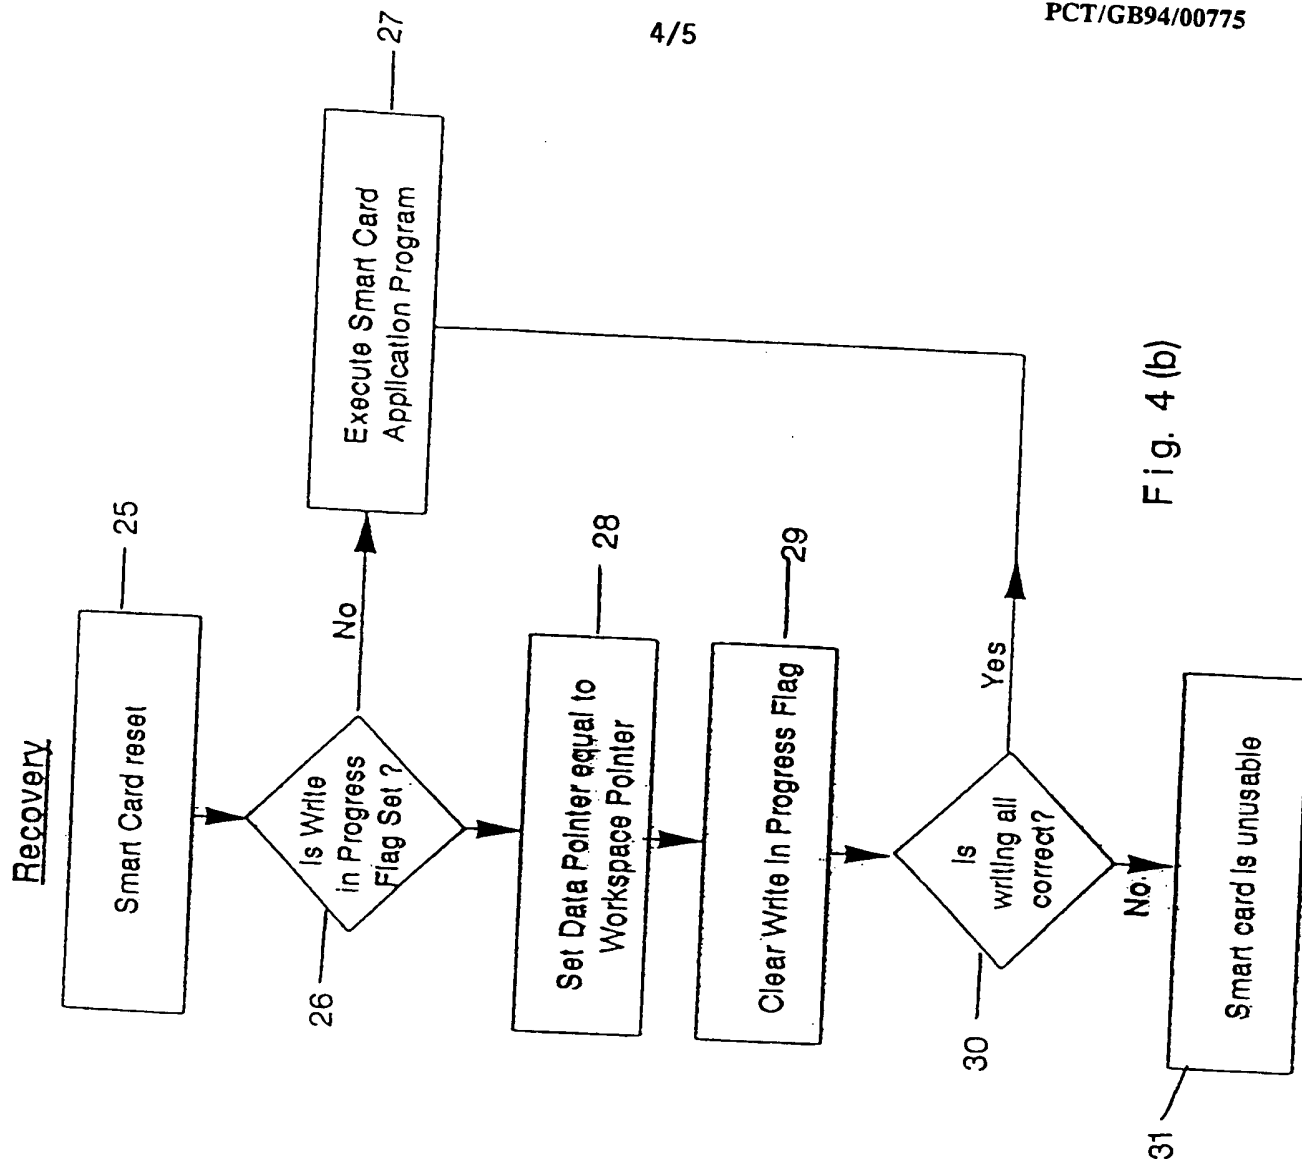 4/5
PCT/GB94/00775
Recovery
Smart Card reset
25
Is Write
in Progress
Flag Set ?
26
No
Execute Smart Card
Application Program
27
Set Data Pointer equal to
Workspace Pointer
28
Clear Write In Progress Flag
29
Is
writing all
correct?
30
Yes
No
Smart card is unusable
31
Fig. 4 (b)